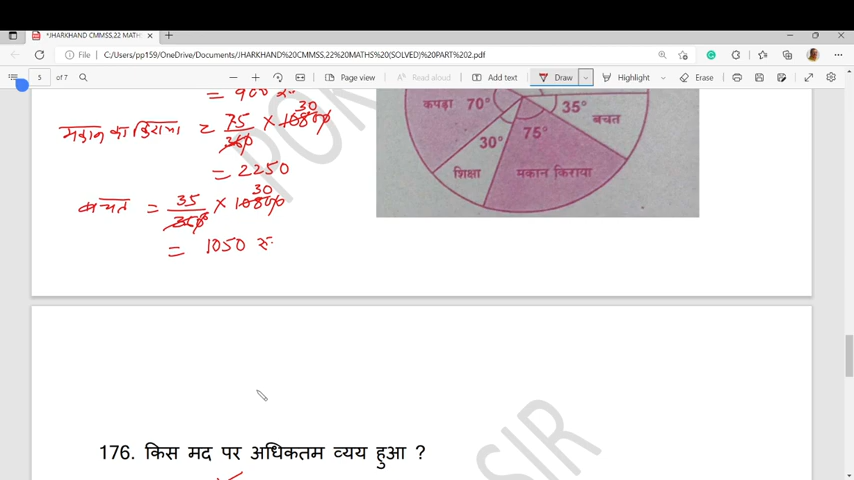 *JHARKHAND CMMSS,22 MATHS (S
File
C:/Users/pp159/OneDrive/Documents/JHARKHAND%20CMMSS,22%20MATHS%20(SOLVED)%20PART%202.pdf
5 of 7
Page view
Read aloud
Add text
Draw
Highlight
Erase
= 900 रु
मकान का किराया = 75/360 × 10800 30
= 2250
बचत = 35/360 × 10800 30
= 1050 रु
कपड़ा 70°
35°
बचत
30°
75°
शिक्षा
मकान किराया
SIR
176. किस मद पर अधिकतम व्यय हुआ ?